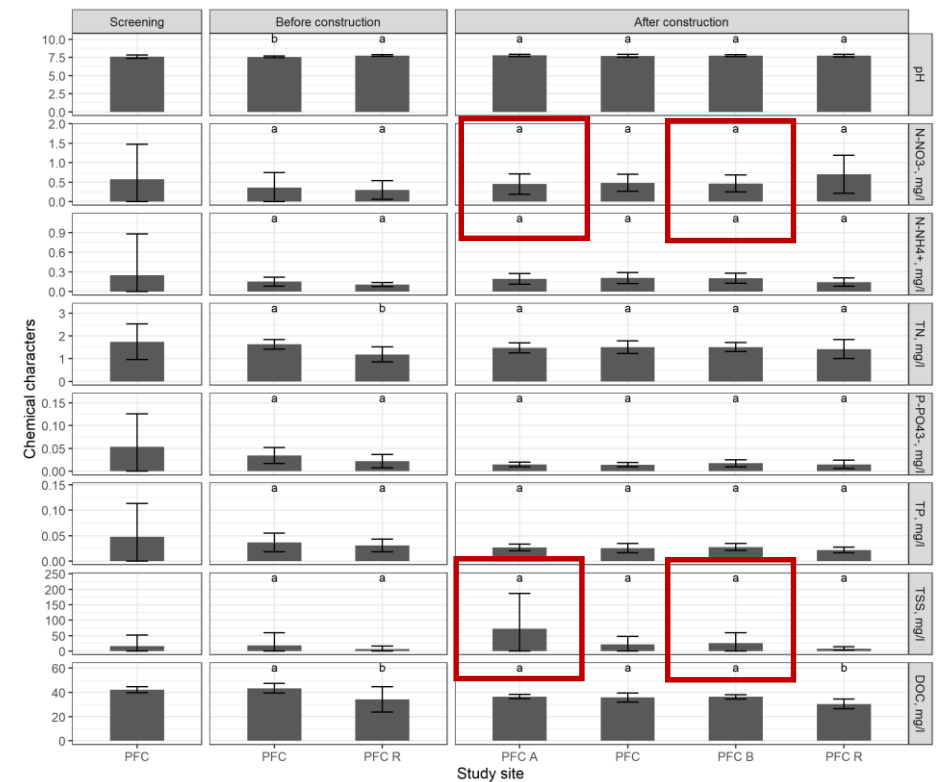 Screening Before construction After construction
b a a a a a
10.0
7.5
5.0
2.5
0.0
pH
a a a a a a
2.0
1.5
1.0
0.5
0.0
N-NO3-, mg/l
a a a a a a
0.9
0.6
0.3
0.0
N-NH4+, mg/l
a b a a a a
3
2
1
0
TN, mg/l
a a a a a a
0.15
0.10
0.05
0.00
P-PO43-, mg/l
a a a a a a
0.15
0.10
0.05
0.00
TP, mg/l
a a a a a a
250
200
150
100
50
0
TSS, mg/l
a b a a a b
60
40
20
0
DOC, mg/l
Chemical characters
PFC PFC PFC R PFC A PFC PFC B PFC R
Study site